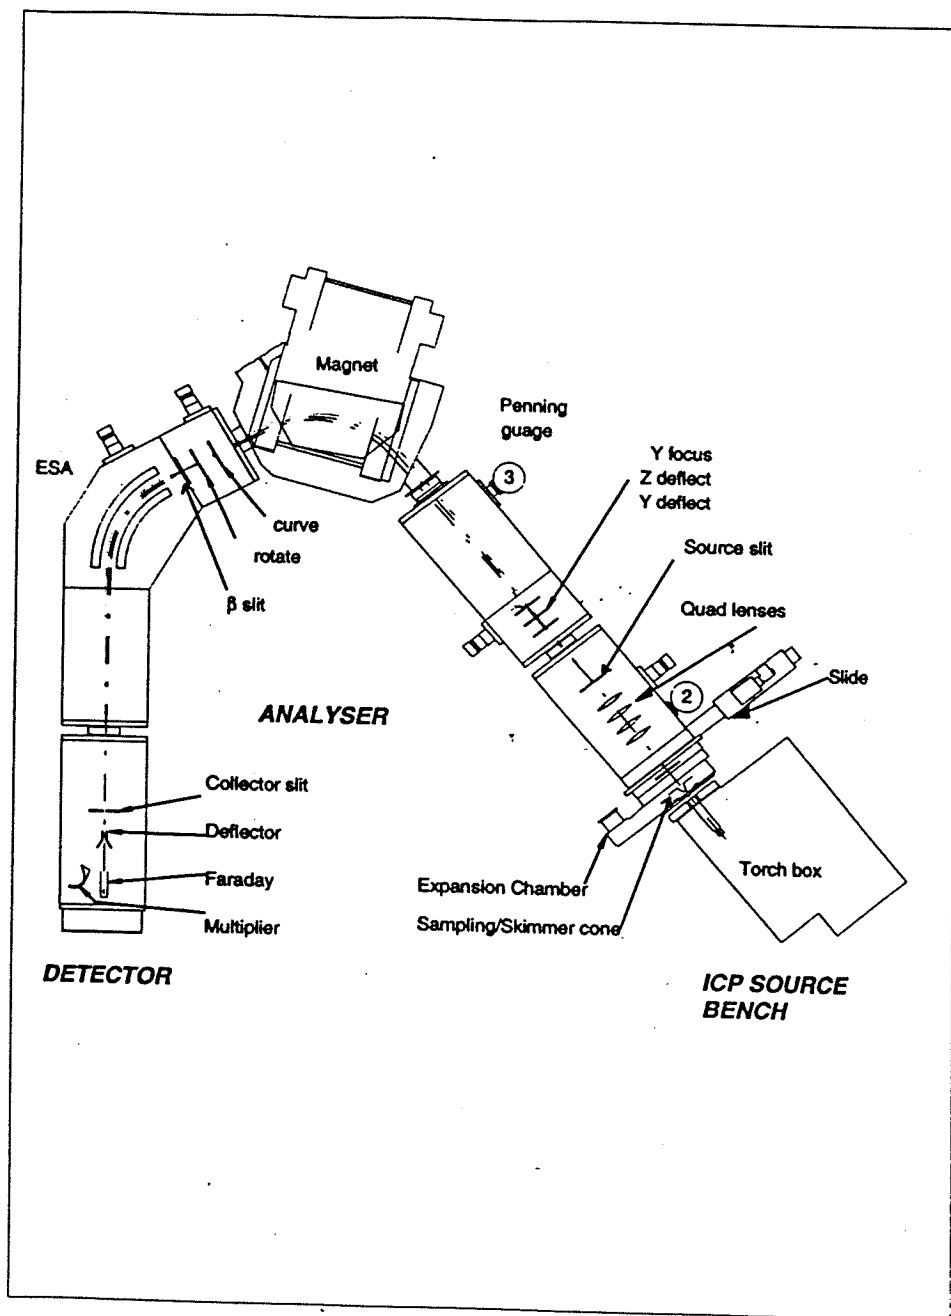 Magnet
Penning
guage
3
Y focus
Z deflect
Y deflect
ESA
curve
rotate
β slit
Source slit
Quad lenses
2
Slide
ANALYSER
Collector slit
Deflector
Faraday
Multiplier
Expansion Chamber
Sampling/Skimmer cone
Torch box
DETECTOR
ICP SOURCE
BENCH